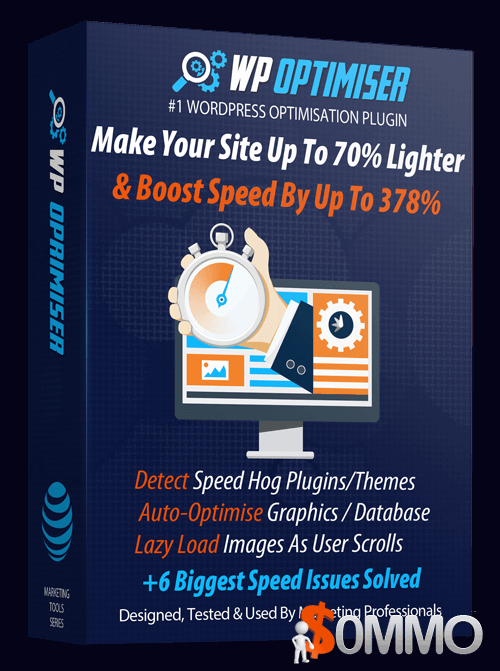 WP OPTIMISER
#1 WORDPRESS OPTIMISATION PLUGIN
Make Your Site Up To 70% Lighter
& Boost Speed By Up To 378%
Detect Speed Hog Plugins/Themes
Auto-Optimise Graphics / Database
Lazy Load Images As User Scrolls
+6 Biggest Speed Issues Solved
Designed, Tested & Used By Marketing Professionals
WP OPRIMISER
MARKETING
TOOLS
SERIES
$OMMO